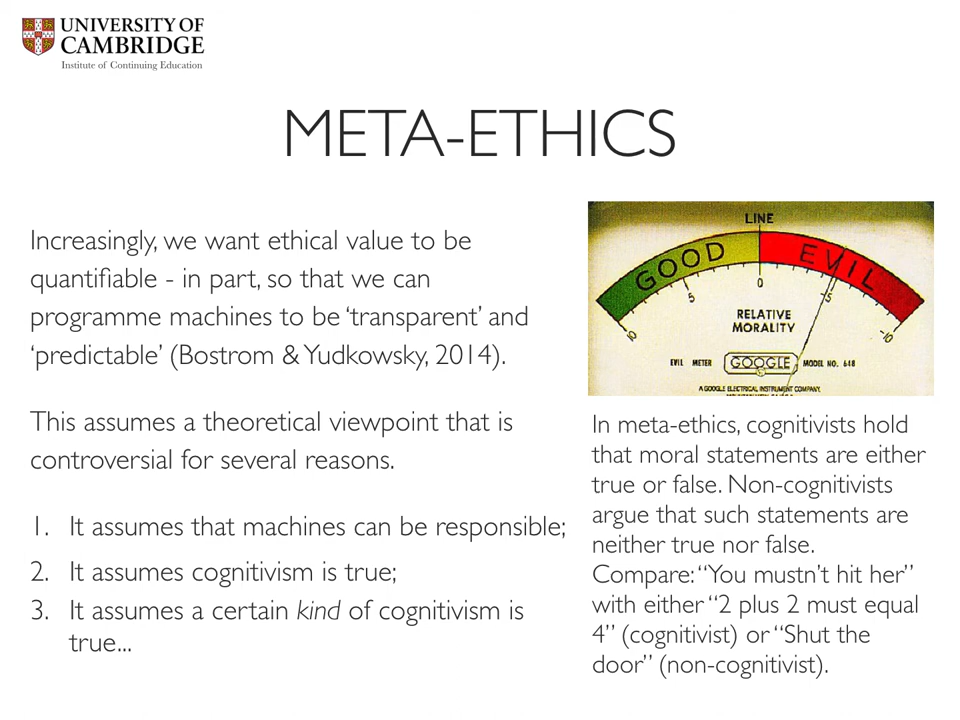 UNIVERSITY OF
CAMBRIDGE
Institute of Continuing Education
META-ETHICS
Increasingly, we want ethical value to be
quantifiable - in part, so that we can
programme machines to be ‘transparent’ and
‘predictable’ (Bostrom & Yudkowsky, 2014).
This assumes a theoretical viewpoint that is
controversial for several reasons.
1. It assumes that machines can be responsible;
2. It assumes cognitivism is true;
3. It assumes a certain kind of cognitivism is
true...
LINE
GOOD EVIL
10 5 0 -5 -10
RELATIVE
MORALITY
EVIL METER GOOGLE MODEL NO. 648
A GOOGLE ELECTRICAL INSTRUMENT COMPANY,
In meta-ethics, cognitivists hold
that moral statements are either
true or false. Non-cognitivists
argue that such statements are
neither true nor false.
Compare: “You mustn’t hit her”
with either “2 plus 2 must equal
4” (cognitivist) or “Shut the
door” (non-cognitivist).